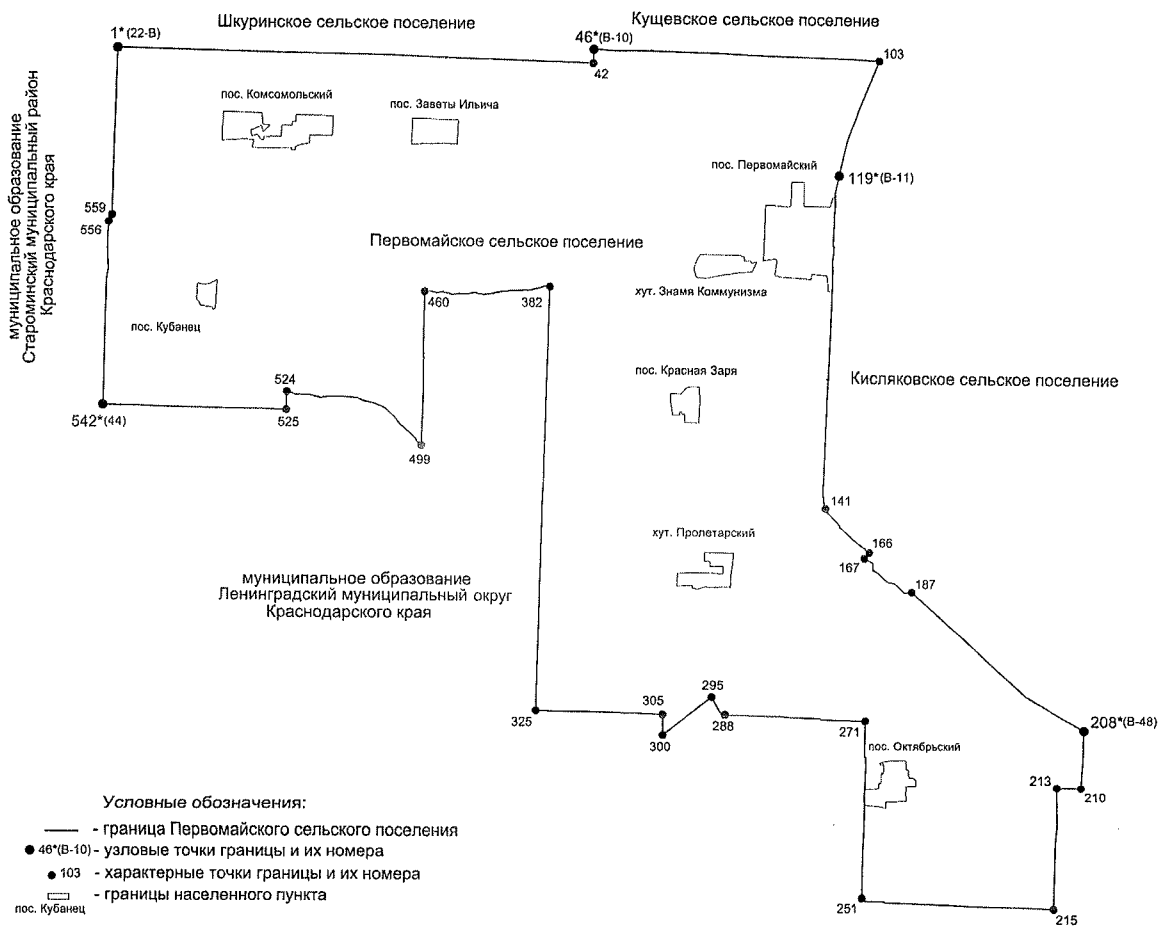 Шкуринское сельское поселение
Кущевское сельское поселение
1*(22-В)
46*(В-10)
42
103
пос. Комсомольский
пос. Заветы Ильича
муниципальное образование
Староминский муниципальный район
Краснодарского края
пос. Первомайский
119*(В-11)
559
556
Первомайское сельское поселение
460
382
хут. Знамя Коммунизма
пос. Кубанец
пос. Красная Заря
Кисляковское сельское поселение
524
542*(44)
525
499
141
хут. Пролетарский
166
167
187
муниципальное образование
Ленинградский муниципальный округ
Краснодарского края
295
305
325
300
288
271
208*(В-48)
пос. Октябрьский
213
210
251
215
Условные обозначения:
- граница Первомайского сельского поселения
46*(В-10) - узловые точки границы и их номера
103 - характерные точки границы и их номера
- границы населенного пункта
пос. Кубанец